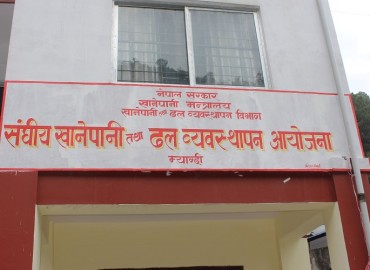 नेपाल सरकार
खानेपानी मन्त्रालय
खानेपानी तथा ढल व्यवस्थापन विभाग
संघीय खानेपानी तथा ढल व्यवस्थापन आयोजना
म्याग्दी